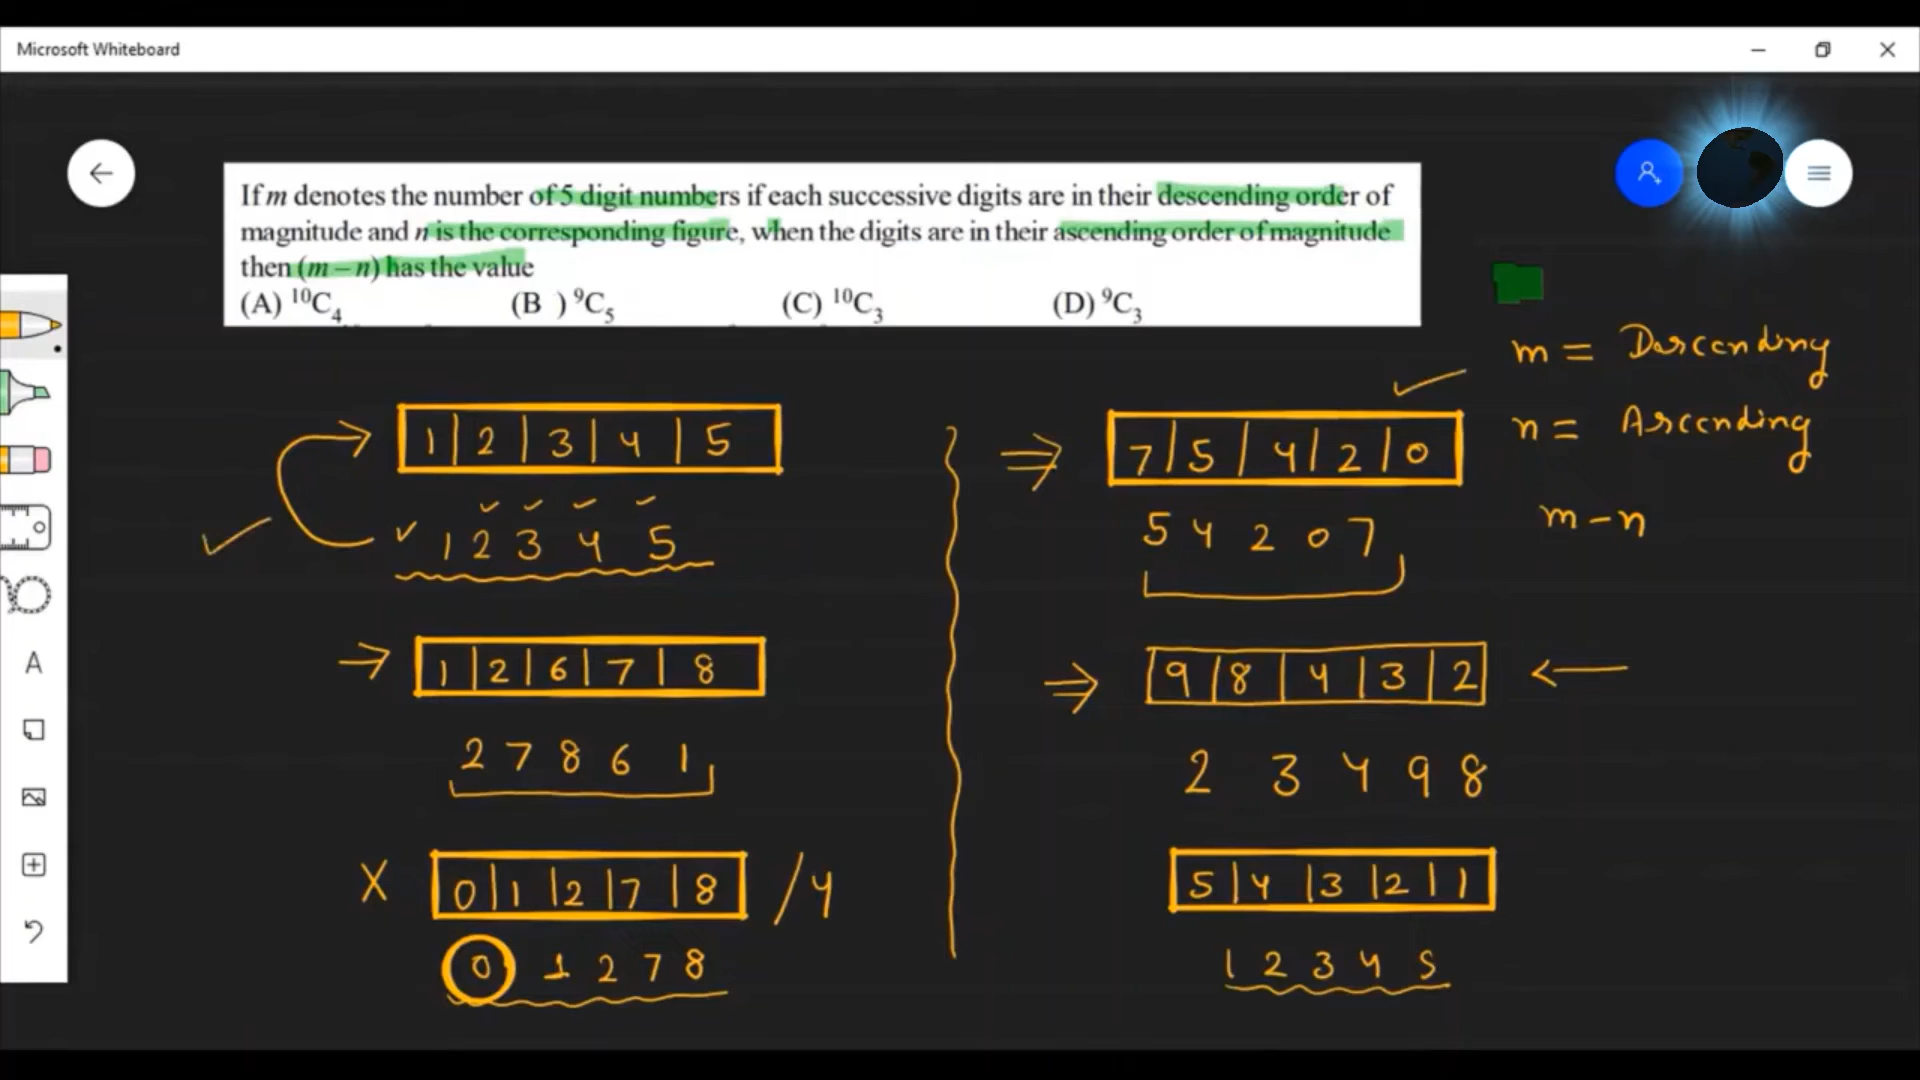 Microsoft Whiteboard
If m denotes the number of 5 digit numbers if each successive digits are in their descending order of
magnitude and n is the corresponding figure, when the digits are in their ascending order of magnitude
then (m – n) has the value
(A) ¹⁰C₄ (B ) ⁹C₅ (C) ¹⁰C₃ (D) ⁹C₃
m = Descending
n = Ascending
m - n
1 | 2 | 3 | 4 | 5
1 2 3 4 5
→ 1 | 2 | 6 | 7 | 8
2 7 8 6 1
X 0 | 1 | 2 | 7 | 8 / 4
0 1 2 7 8
⇒ 7 | 5 | 4 | 2 | 0
5 4 2 0 7
⇒ 9 | 8 | 4 | 3 | 2 ←
2 3 4 9 8
5 | 4 | 3 | 2 | 1
1 2 3 4 5
A